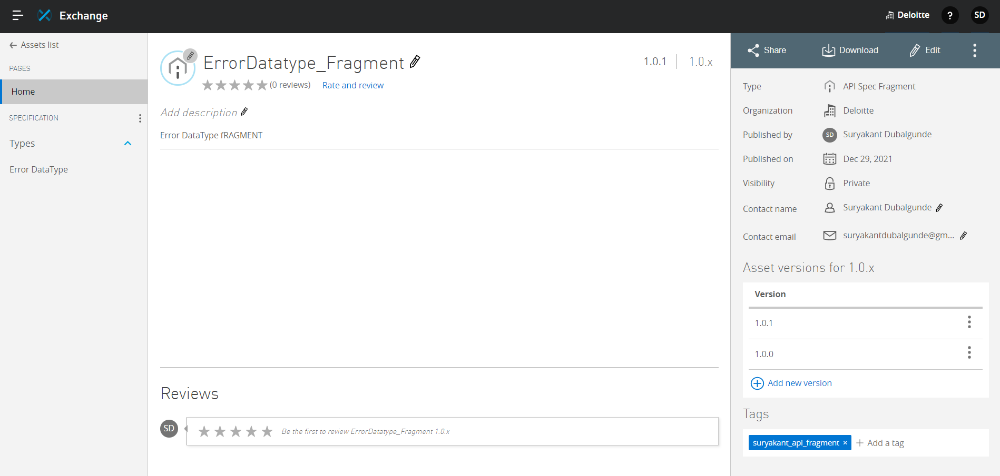 Exchange
Deloitte
?
SD
Assets list
PAGES
Home
SPECIFICATION
Types
Error DataType
ErrorDatatype_Fragment
1.0.1
1.0.x
(0 reviews)
Rate and review
Add description
Error DataType fRAGMENT
Reviews
SD
Be the first to review ErrorDatatype_Fragment 1.0.x
Share
Download
Edit
Type
API Spec Fragment
Organization
Deloitte
Published by
SD
Suryakant Dubalgunde
Published on
Dec 29, 2021
Visibility
Private
Contact name
Suryakant Dubalgunde
Contact email
suryakantdubalgunde@gm...
Asset versions for 1.0.x
Version
1.0.1
1.0.0
Add new version
Tags
suryakant_api_fragment ×
+ Add a tag